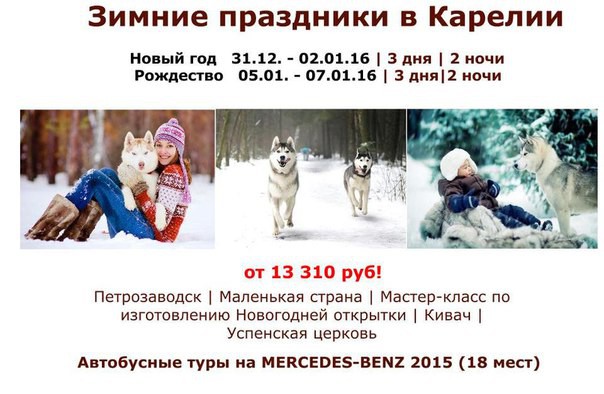 Зимние праздники в Карелии
Новый год 31.12. - 02.01.16 | 3 дня | 2 ночи
Рождество 05.01. - 07.01.16 | 3 дня|2 ночи
от 13 310 руб!
Петрозаводск | Маленькая страна | Мастер-класс по
изготовлению Новогодней открытки | Кивач |
Успенская церковь
Автобусные туры на MERCEDES-BENZ 2015 (18 мест)